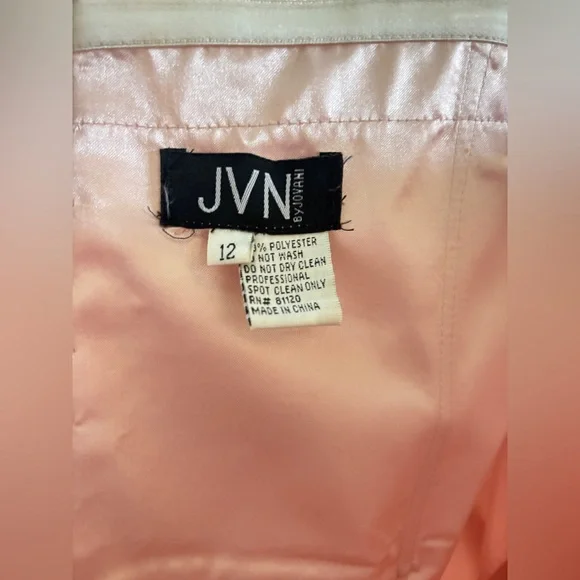 JVN
BY JOVANI
12
% POLYESTER
NOT WASH
DO NOT DRY CLEAN
PROFESSIONAL
SPOT CLEAN ONLY
RN# 81120
MADE IN CHINA